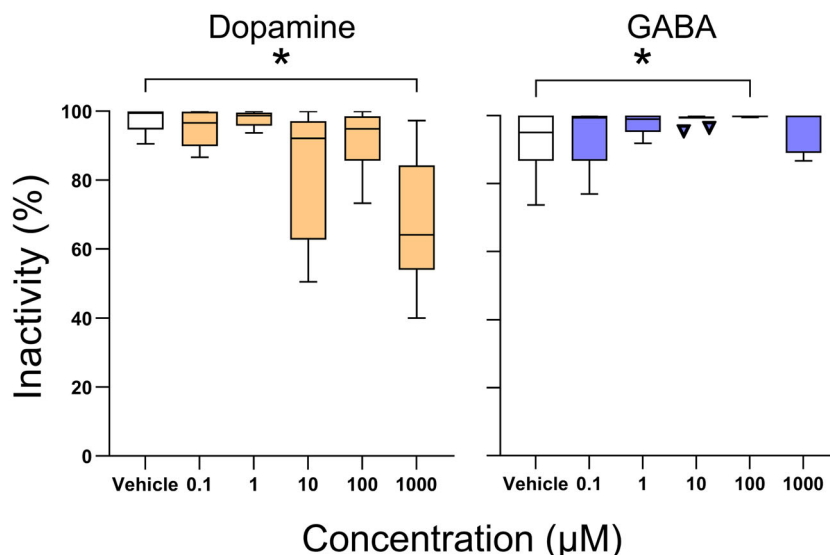 Dopamine
GABA
*
*
100
80
60
40
20
0
Inactivity (%)
Vehicle 0.1 1 10 100 1000
Vehicle 0.1 1 10 100 1000
Concentration (µM)